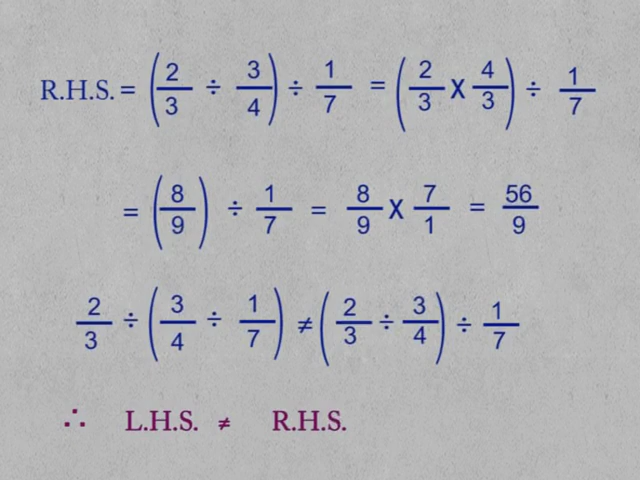 R.H.S. = (2/3 ÷ 3/4) ÷ 1/7 = (2/3 x 4/3) ÷ 1/7
= (8/9) ÷ 1/7 = 8/9 x 7/1 = 56/9
2/3 ÷ (3/4 ÷ 1/7) ≠ (2/3 ÷ 3/4) ÷ 1/7
∴ L.H.S. ≠ R.H.S.